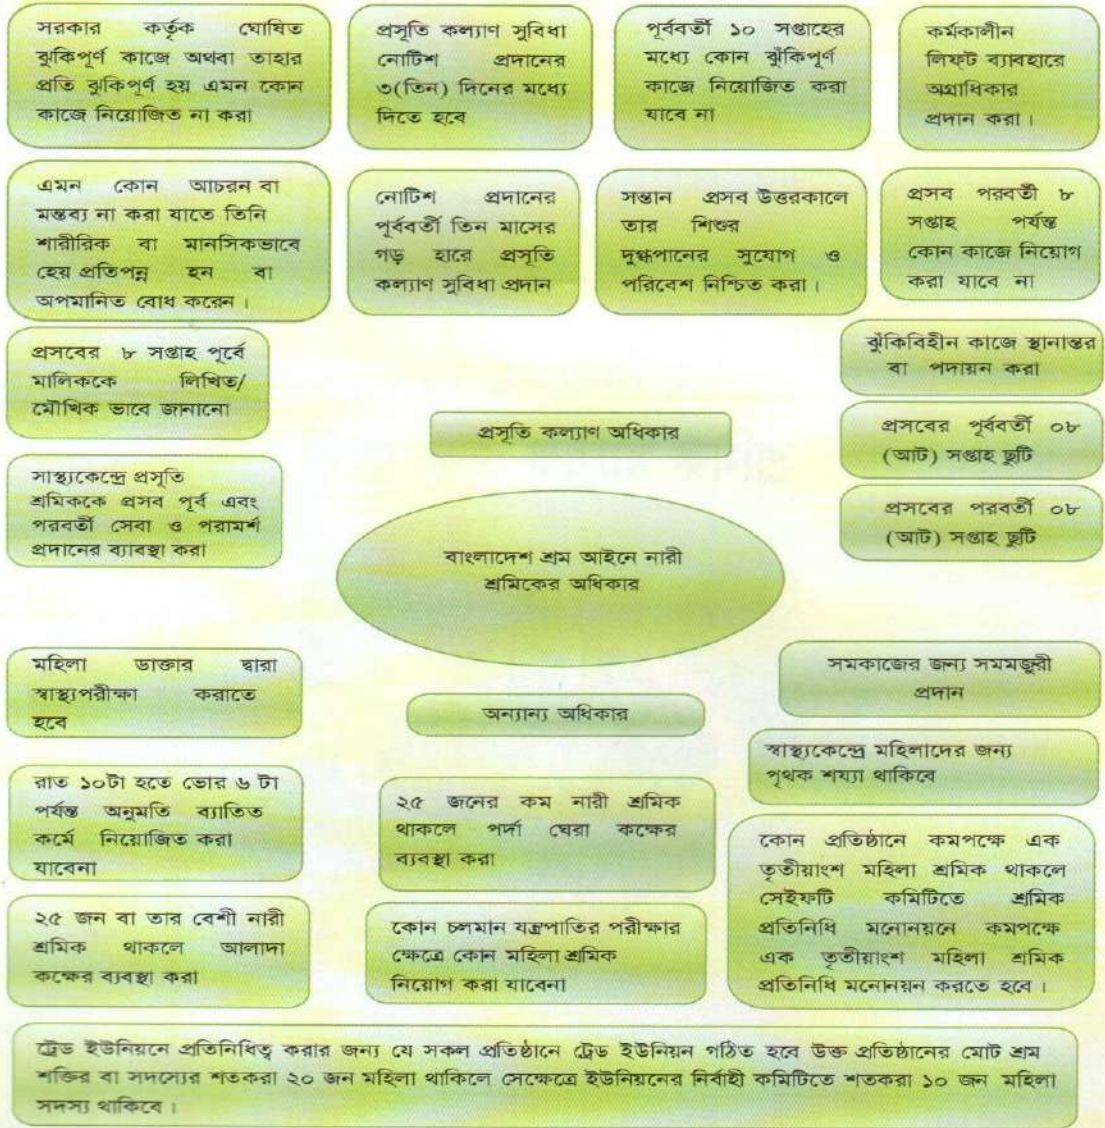 সরকার কর্তৃক ঘোষিত
ঝুকিপূর্ণ কাজে অথবা তাহার
প্রতি ঝুকিপূর্ণ হয় এমন কোন
কাজে নিয়োজিত না করা
প্রসূতি কল্যাণ সুবিধা
নোটিশ প্রদানের
৩(তিন) দিনের মধ্যে
দিতে হবে
পূর্ববর্তী ১০ সপ্তাহের
মধ্যে কোন ঝুঁকিপূর্ণ
কাজে নিয়োজিত করা
যাবে না
কর্মকালীন
লিফ্ট ব্যাবহারে
অগ্রাধিকার
প্রদান করা।
এমন কোন আচরন বা
মন্তব্য না করা যাতে তিনি
শারীরিক বা মানসিকভাবে
হেয় প্রতিপন্ন হন বা
অপমানিত বোধ করেন।
নোটিশ প্রদানের
পূর্ববর্তী তিন মাসের
গড় হারে প্রসূতি
কল্যাণ সুবিধা প্রদান
সন্তান প্রসব উত্তরকালে
তার শিশুর
দুগ্ধপানের সুযোগ ও
পরিবেশ নিশ্চিত করা।
প্রসব পরবর্তী ৮
সপ্তাহ পর্যন্ত
কোন কাজে নিয়োগ
করা যাবে না
প্রসবের ৮ সপ্তাহ পূর্বে
মালিককে লিখিত/
মৌখিক ভাবে জানানো
ঝুঁকিবিহীন কাজে স্থানান্তর
বা পদায়ন করা
প্রসূতি কল্যাণ অধিকার
প্রসবের পূর্ববর্তী ০৮
(আট) সপ্তাহ ছুটি
সাস্থ্যকেন্দ্রে প্রসূতি
শ্রমিককে প্রসব পূর্ব এবং
পরবর্তী সেবা ও পরামর্শ
প্রদানের ব্যাবস্থা করা
প্রসবের পরবর্তী ০৮
(আট) সপ্তাহ ছুটি
বাংলাদেশ শ্রম আইনে নারী
শ্রমিকের অধিকার
মহিলা ডাক্তার দ্বারা
স্বাস্থ্যপরীক্ষা করাতে
হবে
সমকাজের জন্য সমমজুরী
প্রদান
অন্যান্য অধিকার
স্বাস্থ্যকেন্দ্রে মহিলাদের জন্য
পৃথক শয্যা থাকিবে
রাত ১০টা হতে ভোর ৬ টা
পর্যন্ত অনুমতি ব্যাতিত
কর্মে নিয়োজিত করা
যাবেনা
২৫ জনের কম নারী শ্রমিক
থাকলে পর্দা ঘেরা কক্ষের
ব্যবস্থা করা
কোন প্রতিষ্ঠানে কমপক্ষে এক
তৃতীয়াংশ মহিলা শ্রমিক থাকলে
সেইফটি কমিটিতে শ্রমিক
প্রতিনিধি মনোনয়নে কমপক্ষে
এক তৃতীয়াংশ মহিলা শ্রমিক
প্রতিনিধি মনোনয়ন করতে হবে।
২৫ জন বা তার বেশী নারী
শ্রমিক থাকলে আলাদা
কক্ষের ব্যবস্থা করা
কোন চলমান যন্ত্রপাতির পরীক্ষার
ক্ষেত্রে কোন মহিলা শ্রমিক
নিয়োগ করা যাবেনা
ট্রেড ইউনিয়নে প্রতিনিধিত্ব করার জন্য যে সকল প্রতিষ্ঠানে ট্রেড ইউনিয়ন গঠিত হবে উক্ত প্রতিষ্ঠানের মোট শ্রম
শক্তির বা সদস্যের শতকরা ২০ জন মহিলা থাকিলে সেক্ষেত্রে ইউনিয়নের নির্বাহী কমিটিতে শতকরা ১০ জন মহিলা
সদস্য থাকিবে।